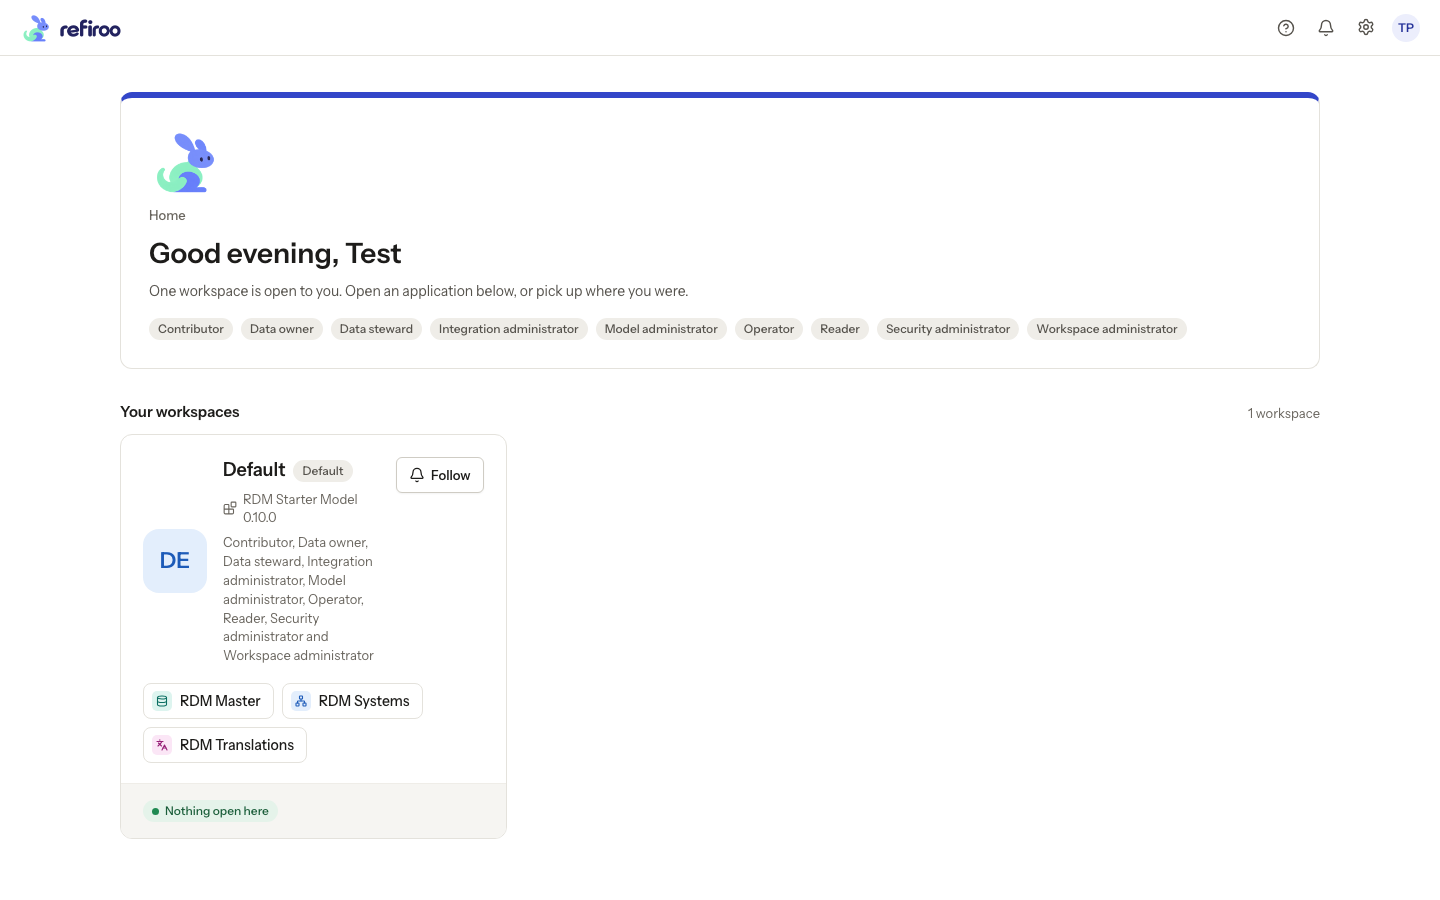 refiroo
TP
Home
Good evening, Test
One workspace is open to you. Open an application below, or pick up where you were.
Contributor Data owner Data steward Integration administrator Model administrator Operator Reader Security administrator Workspace administrator
Your workspaces
1 workspace
DE
Default Default
Follow
RDM Starter Model
0.10.0
Contributor, Data owner,
Data steward, Integration
administrator, Model
administrator, Operator,
Reader, Security
administrator and
Workspace administrator
RDM Master RDM Systems
RDM Translations
Nothing open here